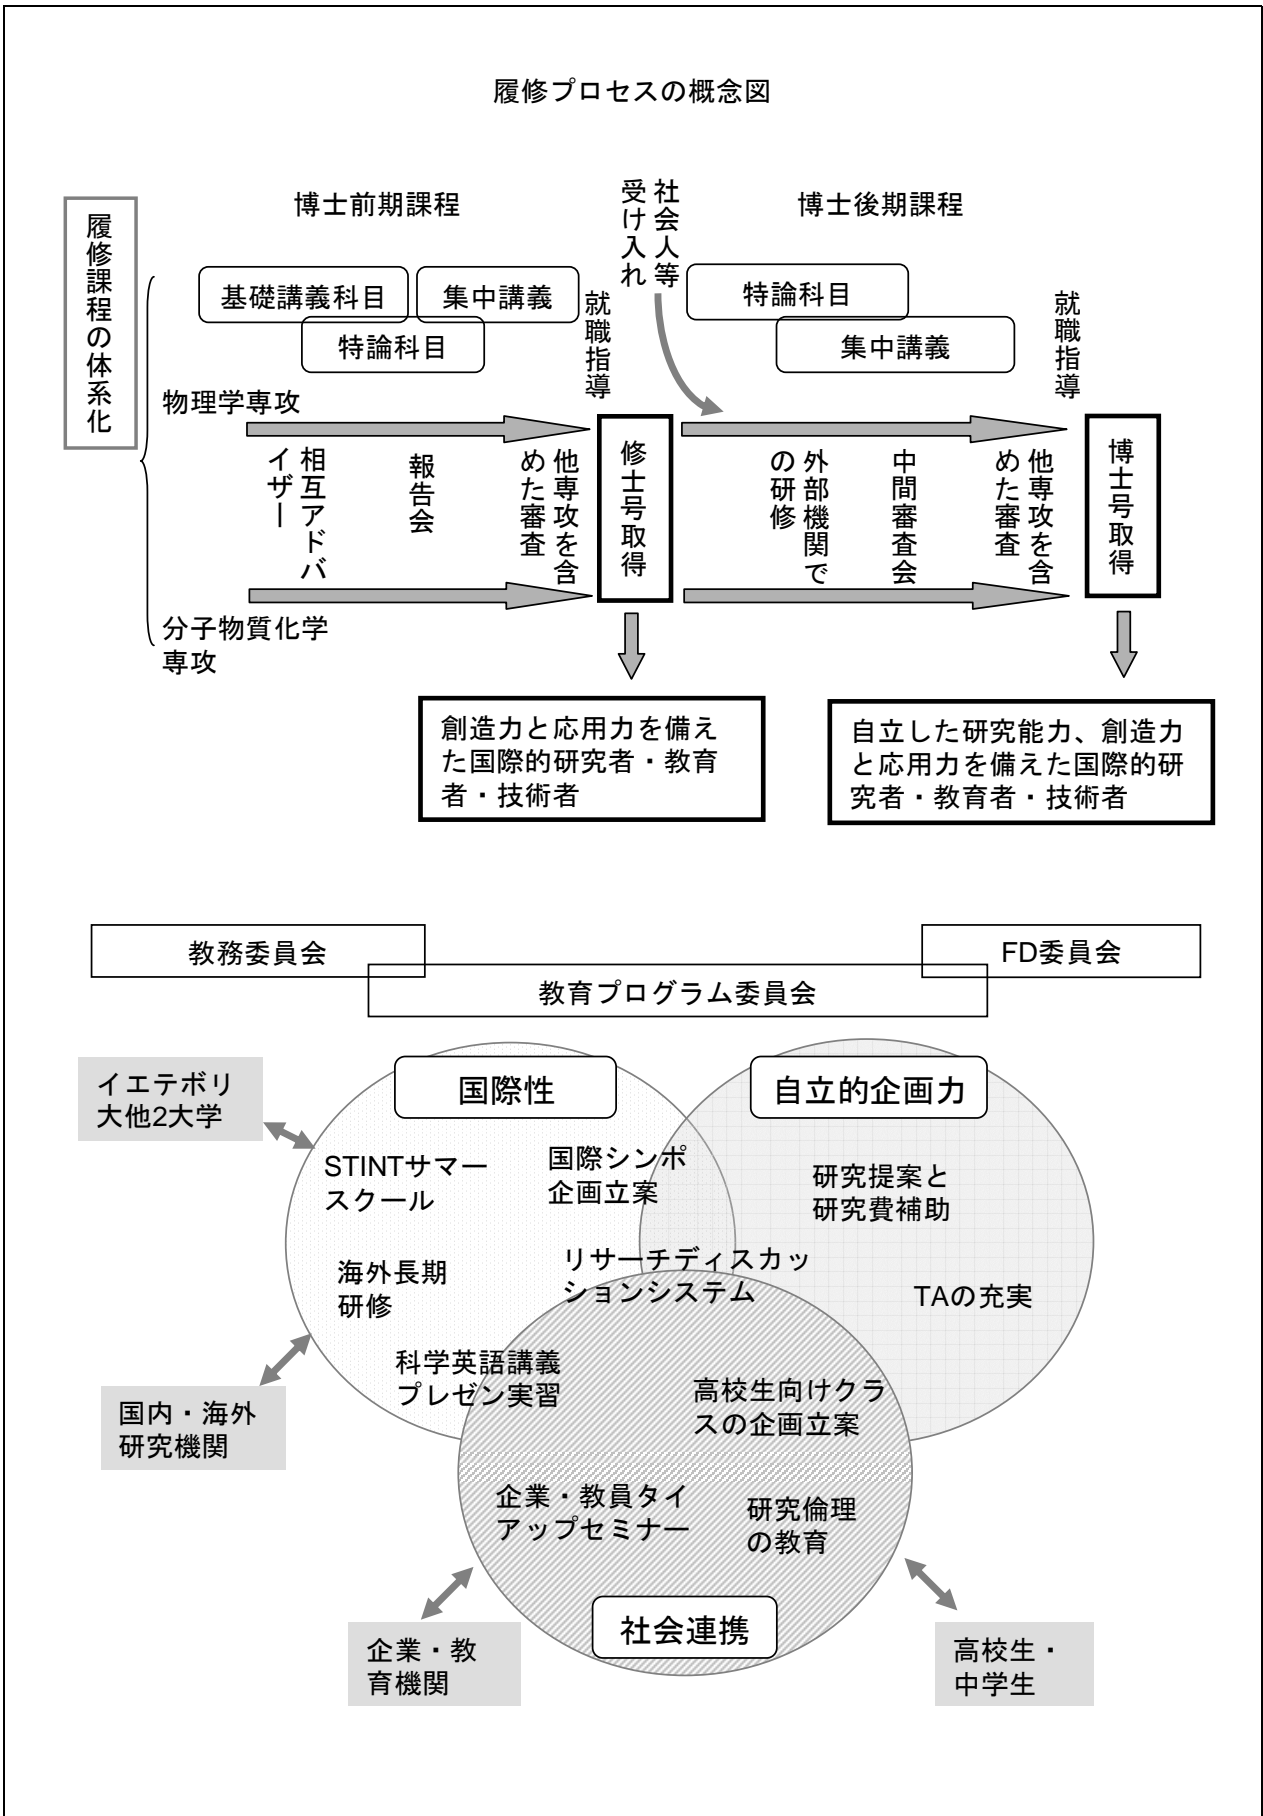 履修プロセスの概念図
履修課程の体系化
博士前期課程
社会人等
受け入れ
博士後期課程
基礎講義科目
集中講義
特論科目
就職指導
特論科目
集中講義
就職指導
物理学専攻
相互アドバ
イザー
報告会
他専攻を含
めた審査
修士号取得
外部機関で
の研修
中間審査会
他専攻を含
めた審査
博士号取得
分子物質化学
専攻
創造力と応用力を備え
た国際的研究者・教育
者・技術者
自立した研究能力、創造力
と応用力を備えた国際的研
究者・教育者・技術者
教務委員会
FD委員会
教育プログラム委員会
イエテボリ
大他2大学
国際性
自立的企画力
STINTサマー
スクール
国際シンポ
企画立案
研究提案と
研究費補助
海外長期
研修
リサーチディスカッ
ションシステム
TAの充実
科学英語講義
プレゼン実習
高校生向けクラ
スの企画立案
国内・海外
研究機関
企業・教員タイ
アップセミナー
研究倫理
の教育
社会連携
企業・教
育機関
高校生・
中学生